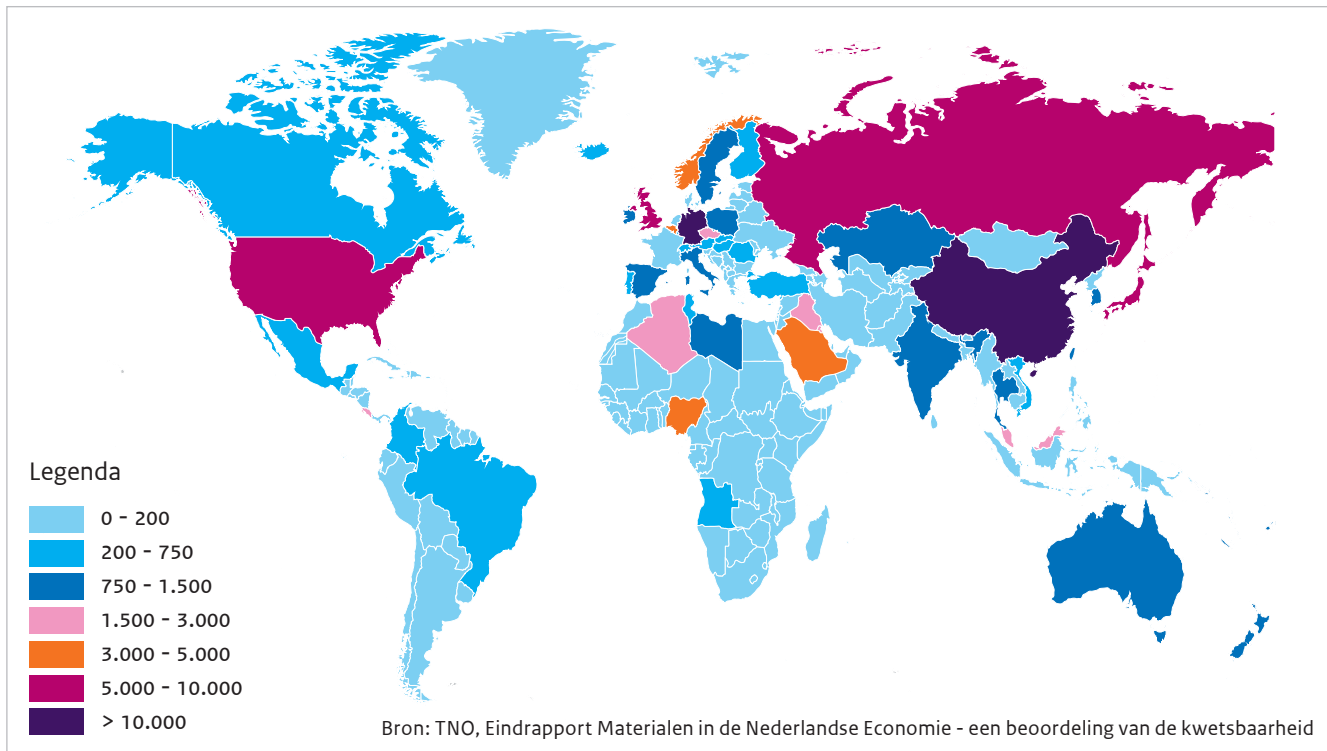 Legenda
0 - 200
200 - 750
750 - 1.500
1.500 - 3.000
3.000 - 5.000
5.000 - 10.000
> 10.000
Bron: TNO, Eindrapport Materialen in de Nederlandse Economie - een beoordeling van de kwetsbaarheid